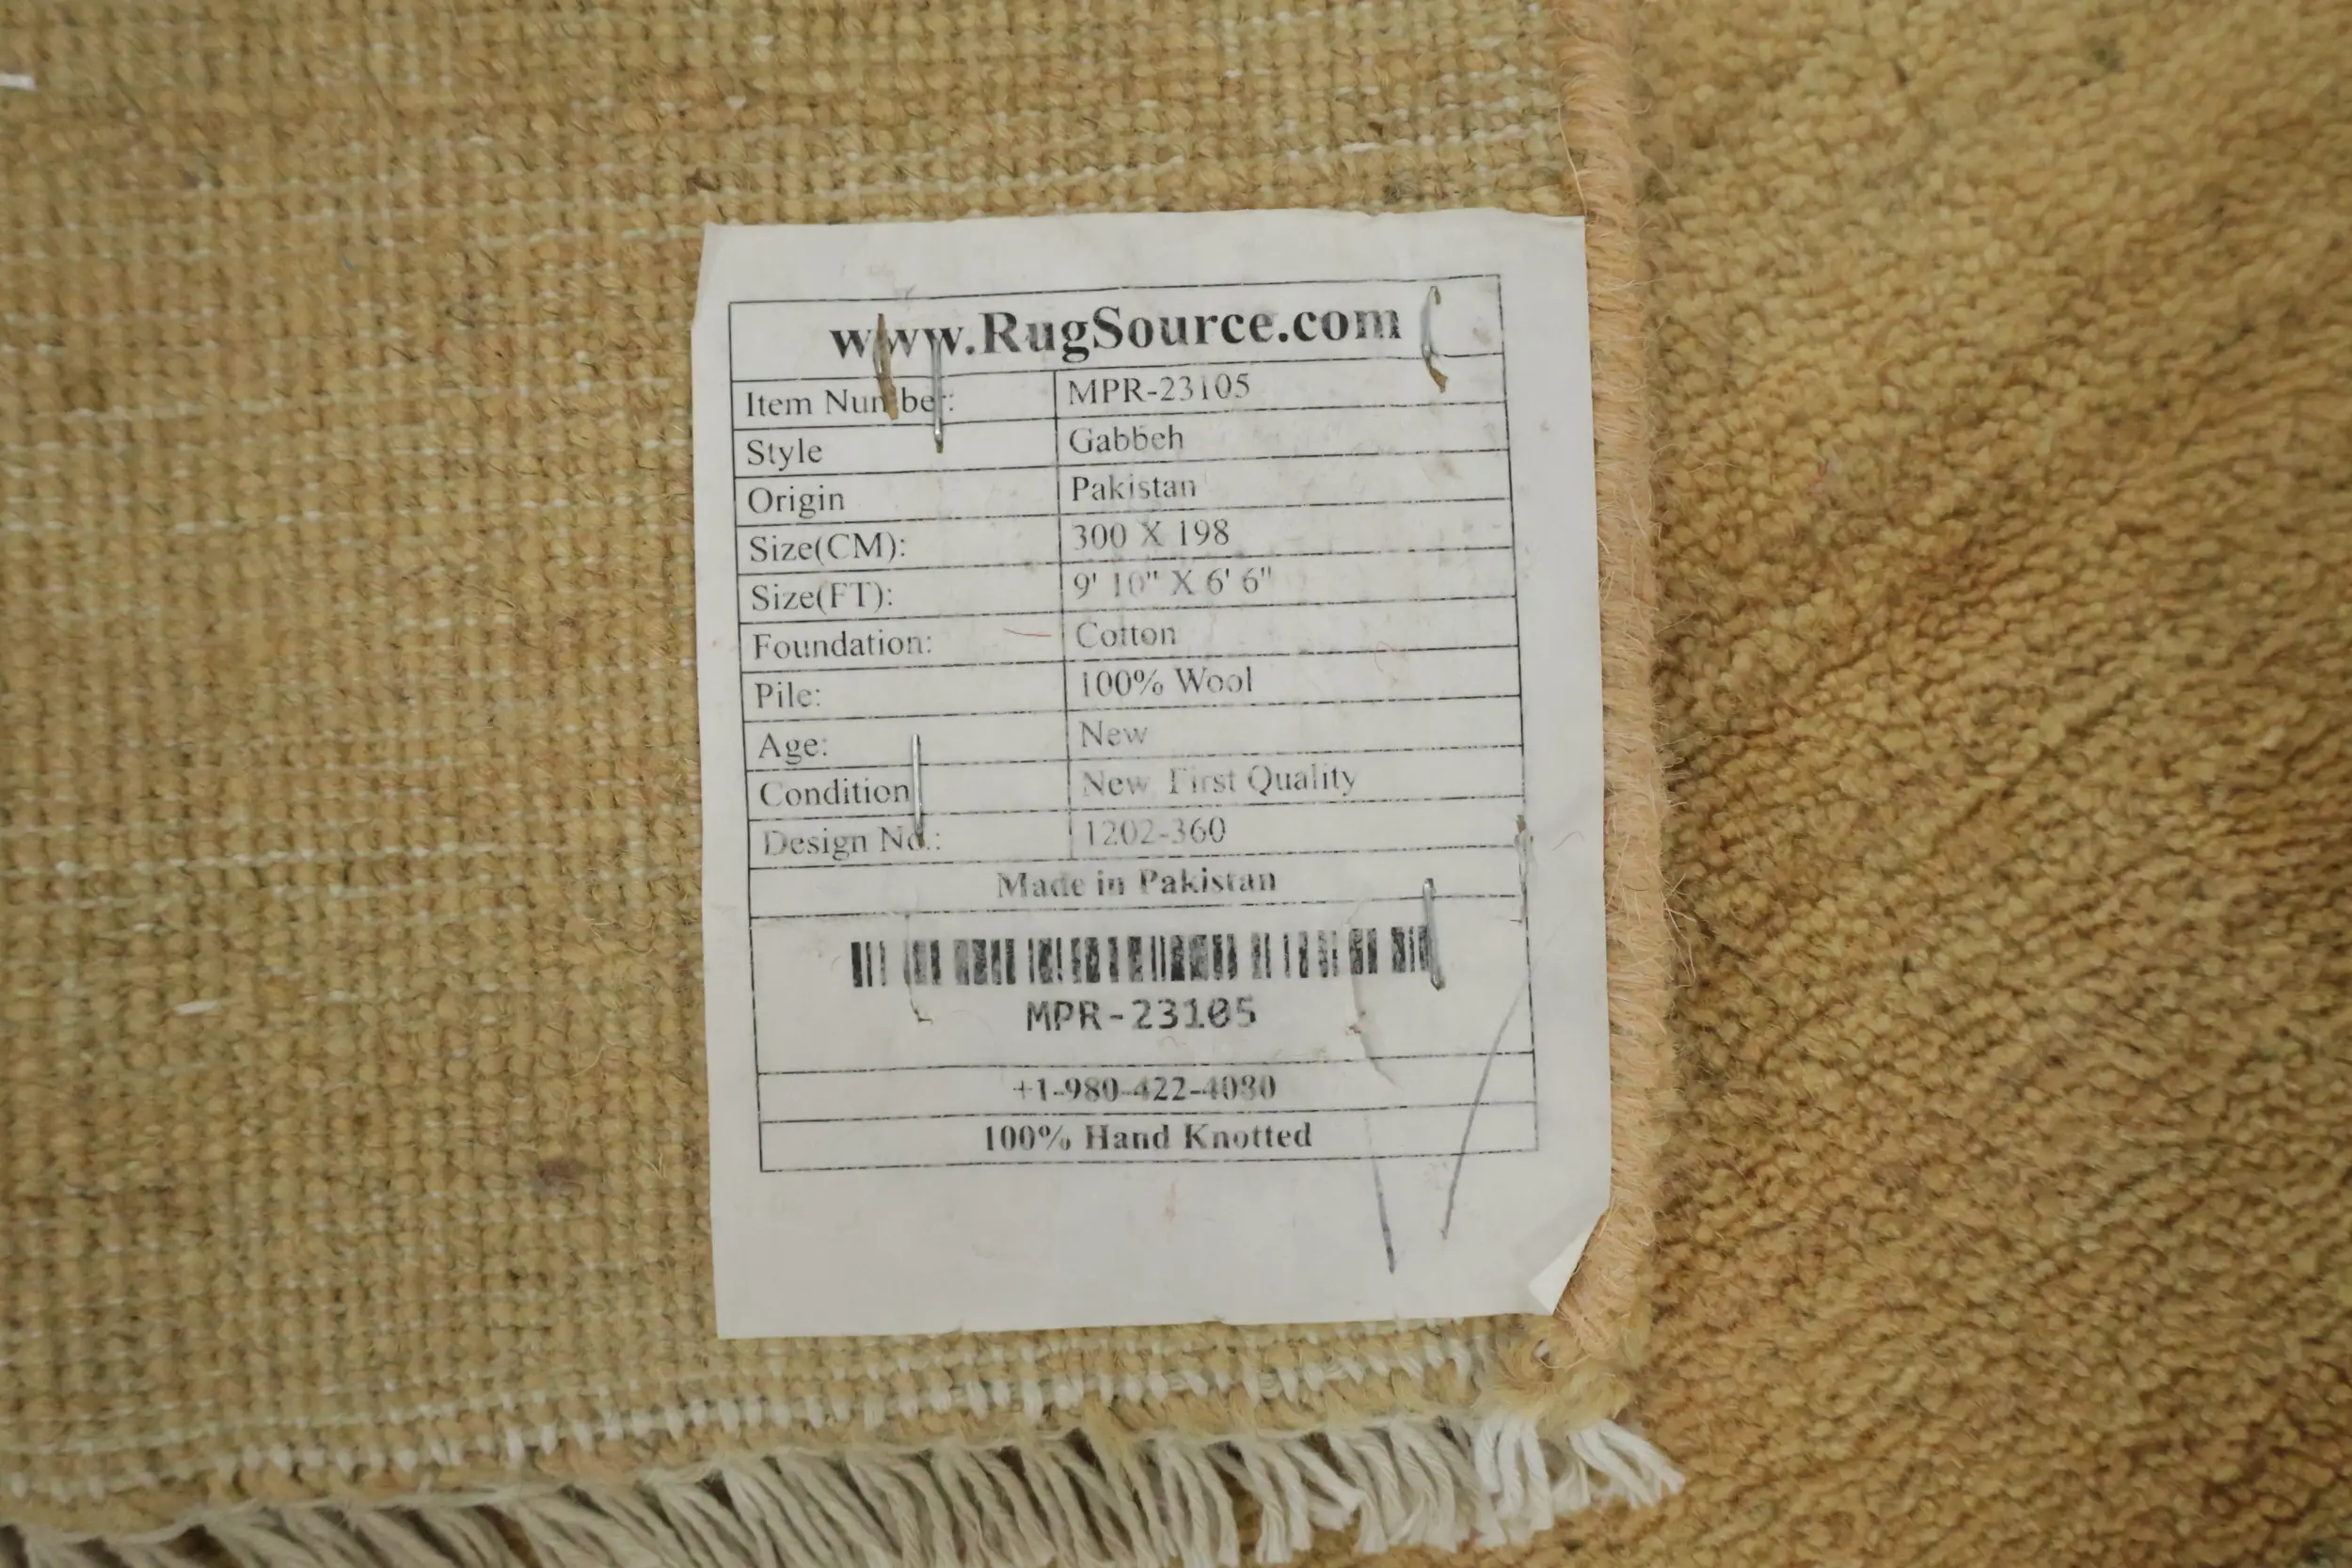 www.RugSource.com
Item Number: MPR-23105
Style Gabbeh
Origin Pakistan
Size(CM): 300 X 198
Size(FT): 9' 10" X 6' 6"
Foundation: Cotton
Pile: 100% Wool
Age: New
Condition New First Quality
Design No.: 1202-360
Made in Pakistan
MPR-23105
+1-980-422-4080
100% Hand Knotted